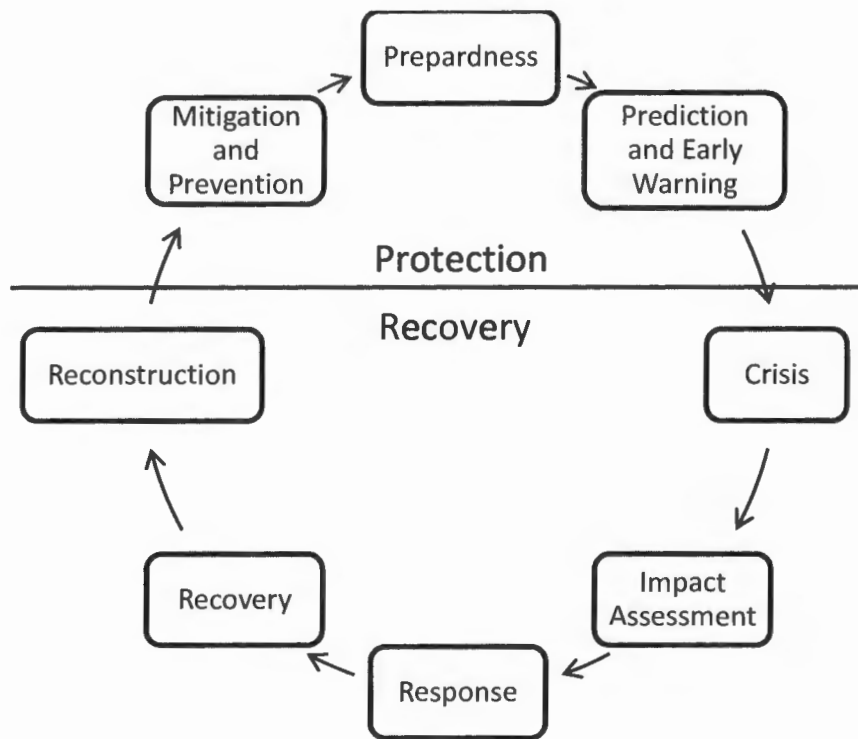 Prepardness
Mitigation
and
Prevention
Prediction
and Early
Warning
Protection
Recovery
Reconstruction
Crisis
Recovery
Impact
Assessment
Response